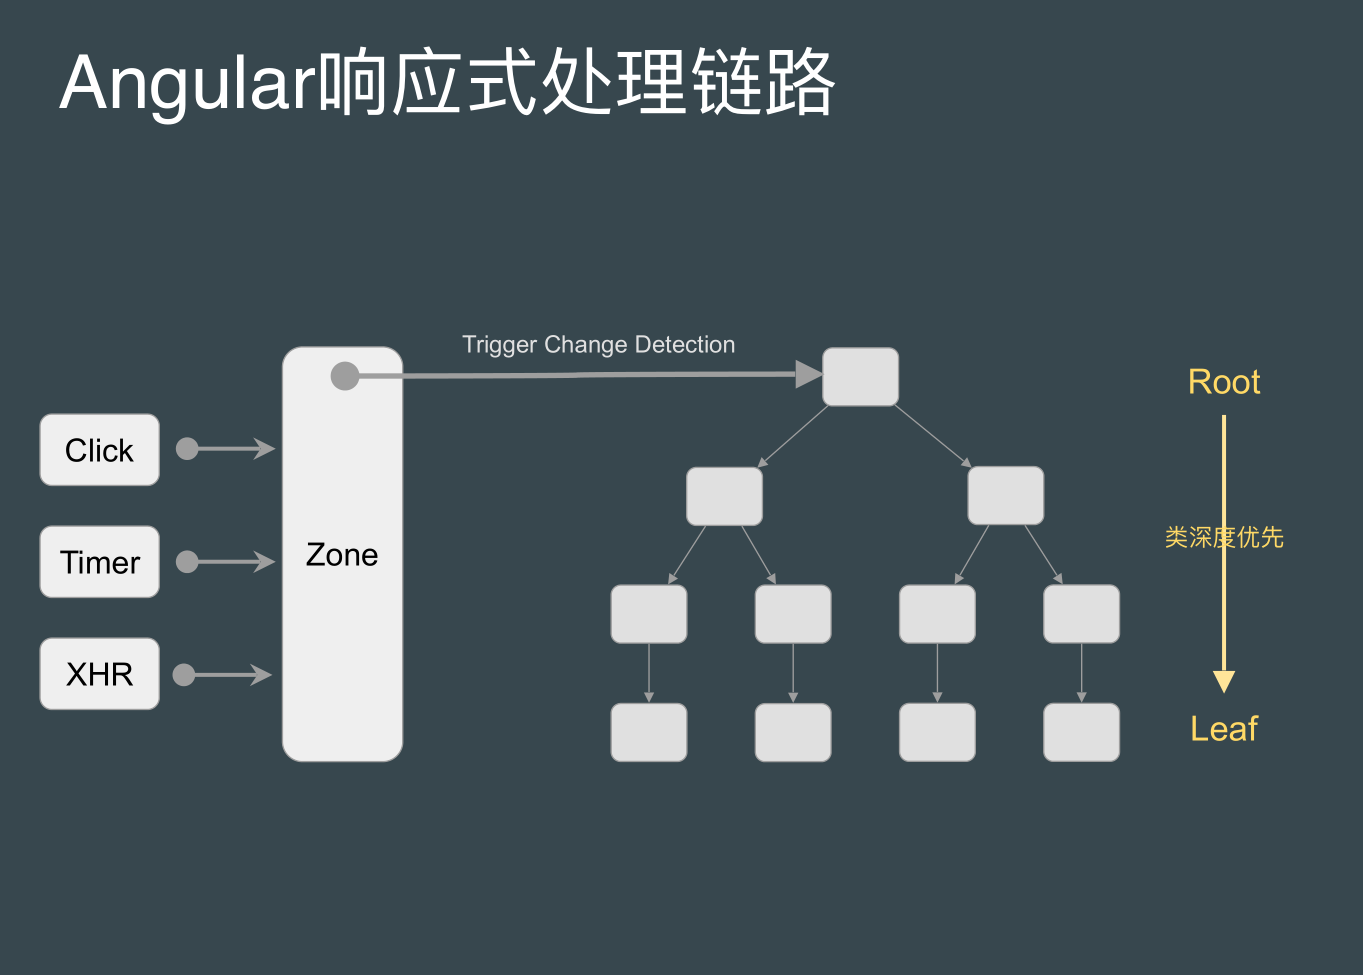 Angular响应式处理链路
Trigger Change Detection
Click
Timer
XHR
Zone
Root
类深度优先
Leaf